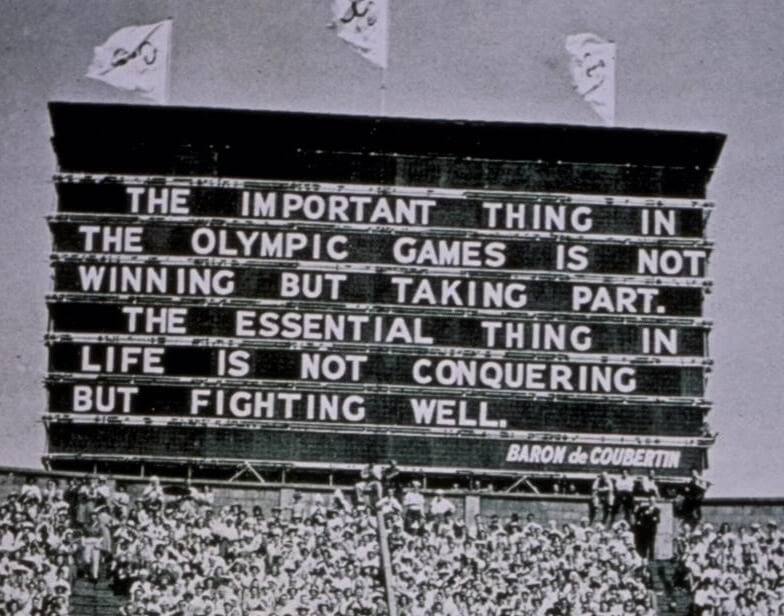 THE IMPORTANT THING IN
THE OLYMPIC GAMES IS NOT
WINNING BUT TAKING PART.
THE ESSENTIAL THING IN
LIFE IS NOT CONQUERING
BUT FIGHTING WELL.
BARON de COUBERTIN